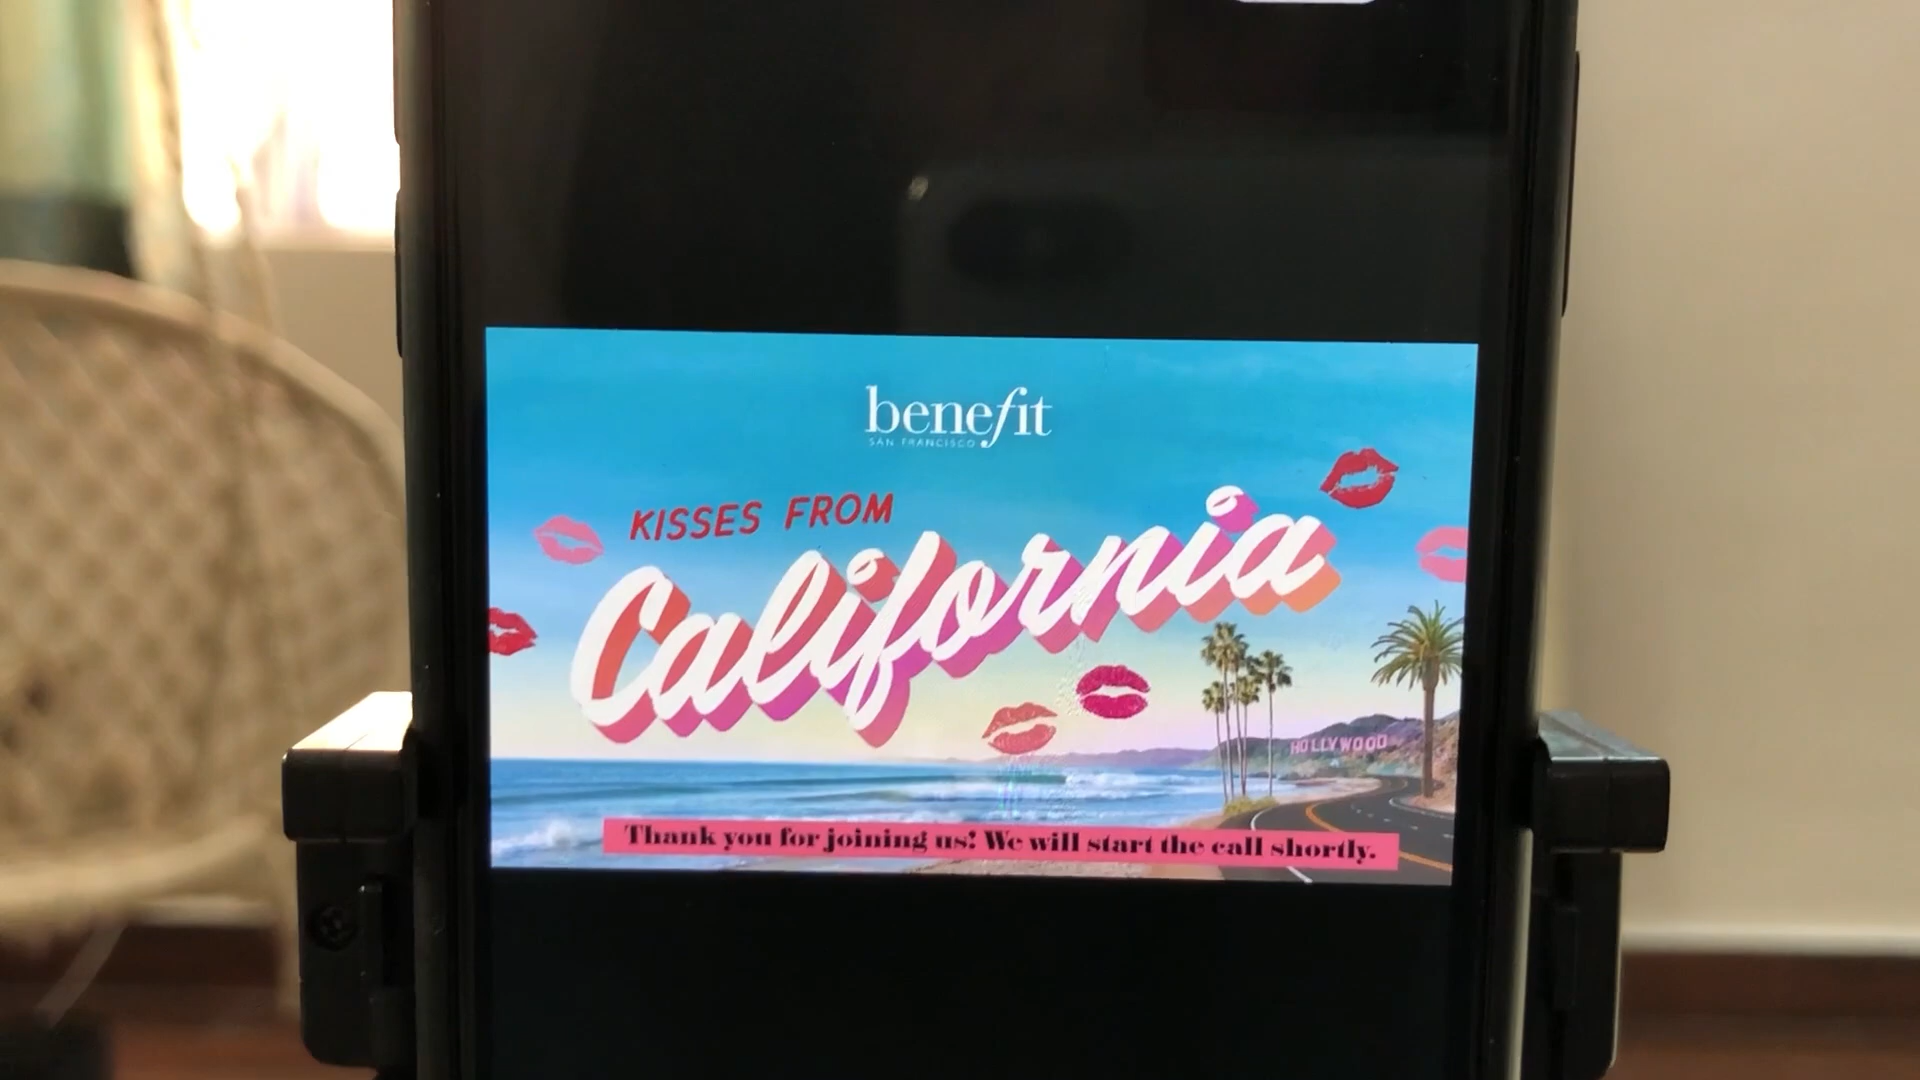 benefit
SAN FRANCISCO
KISSES FROM
California
HOLLYWOOD
Thank you for joining us! We will start the call shortly.